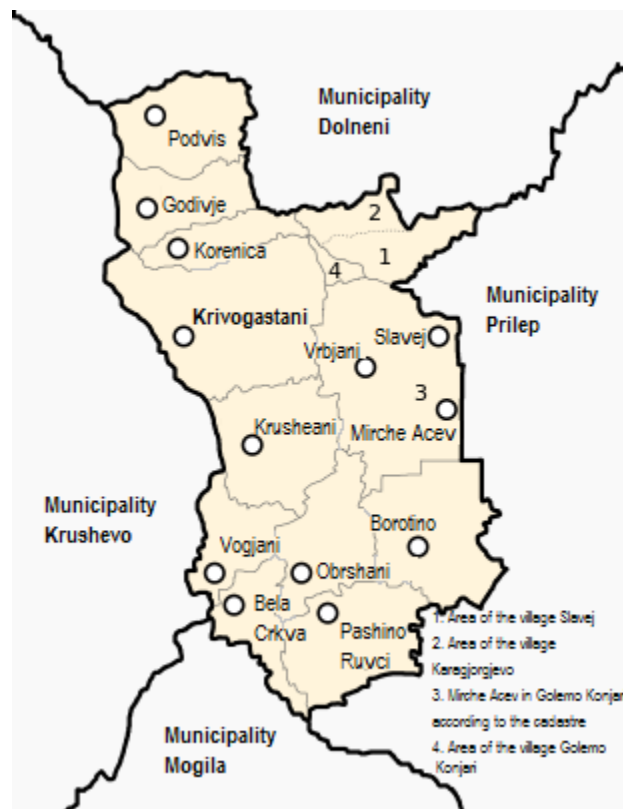 Municipality
Dolneni
Podvis
Godivje
2
Korenica
1
4
Municipality
Prilep
Krivogastani
Slavej
Vrbjani
3
Mirche Acev
Krusheani
Municipality
Krushevo
Borotino
Vogjani
Obrshani
Bela
Crkva
Pashino
Ruvci
1. Area of the village Slavej
2. Area of the village
Karagjorgjevo
3. Mirche Acev in Golemo Konjari
according to the cadastre
4. Area of the village Golemo
Konjari
Municipality
Mogila